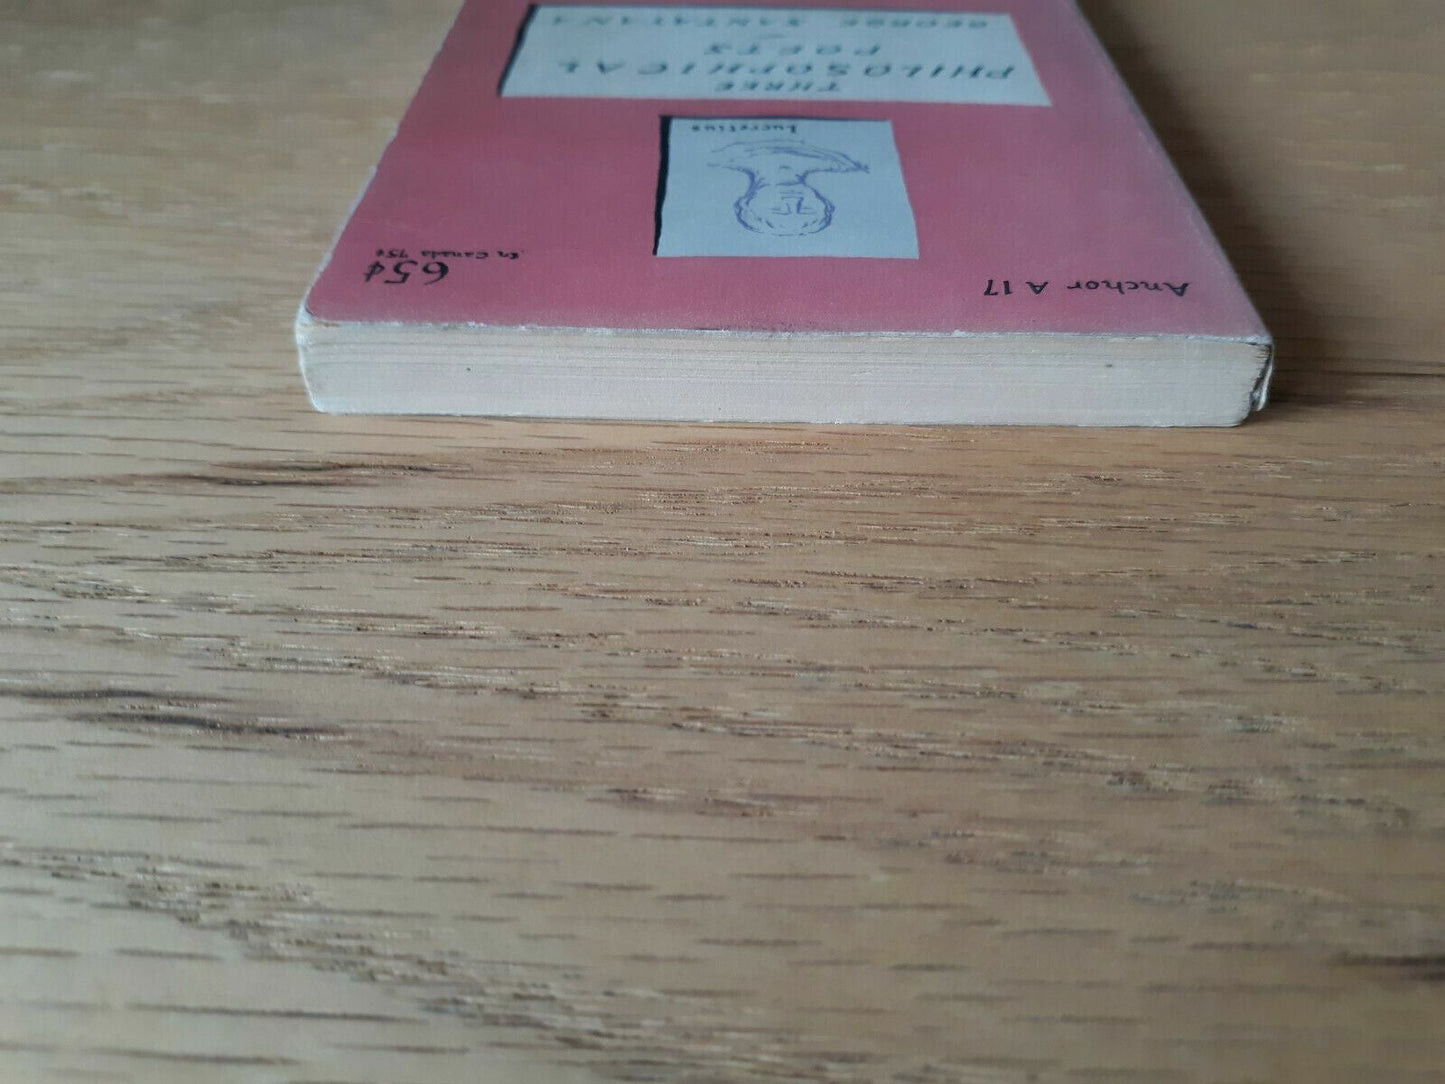 Anchor A 17
65¢
In Canada 75¢
Lucretius
THREE
PHILOSOPHICAL
POETS
GEORGE SANTAYANA